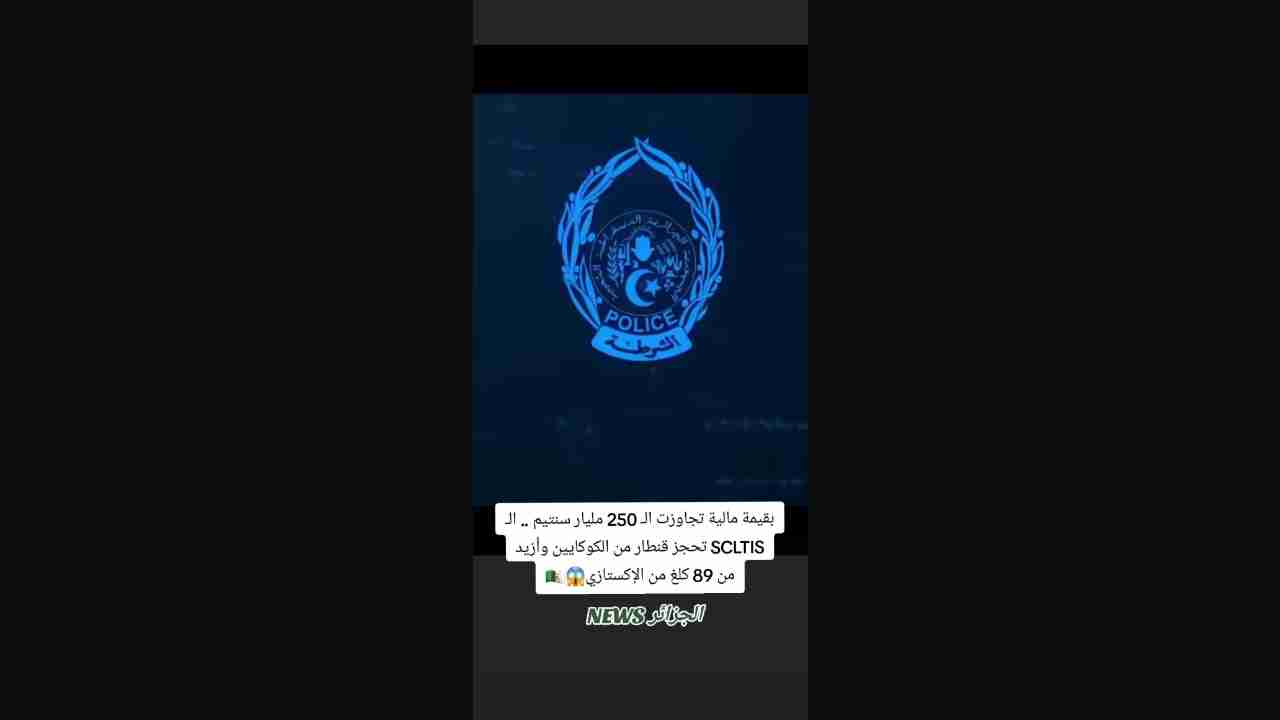 POLICE
الشرطة
بقيمة مالية تجاوزت الـ 250 مليار سنتيم .. الـ
SCLTIS تحجز قنطار من الكوكايين وأزيد
من 89 كلغ من الإكستازي😱🇩🇿
الجزائر NEWS